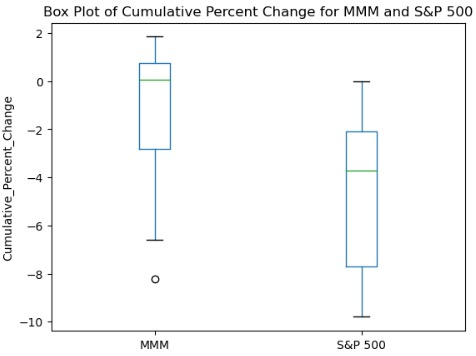 Box Plot of Cumulative Percent Change for MMM and S&P 500
Cumulative_Percent_Change
2
0
−2
−4
−6
−8
−10
MMM
S&P 500